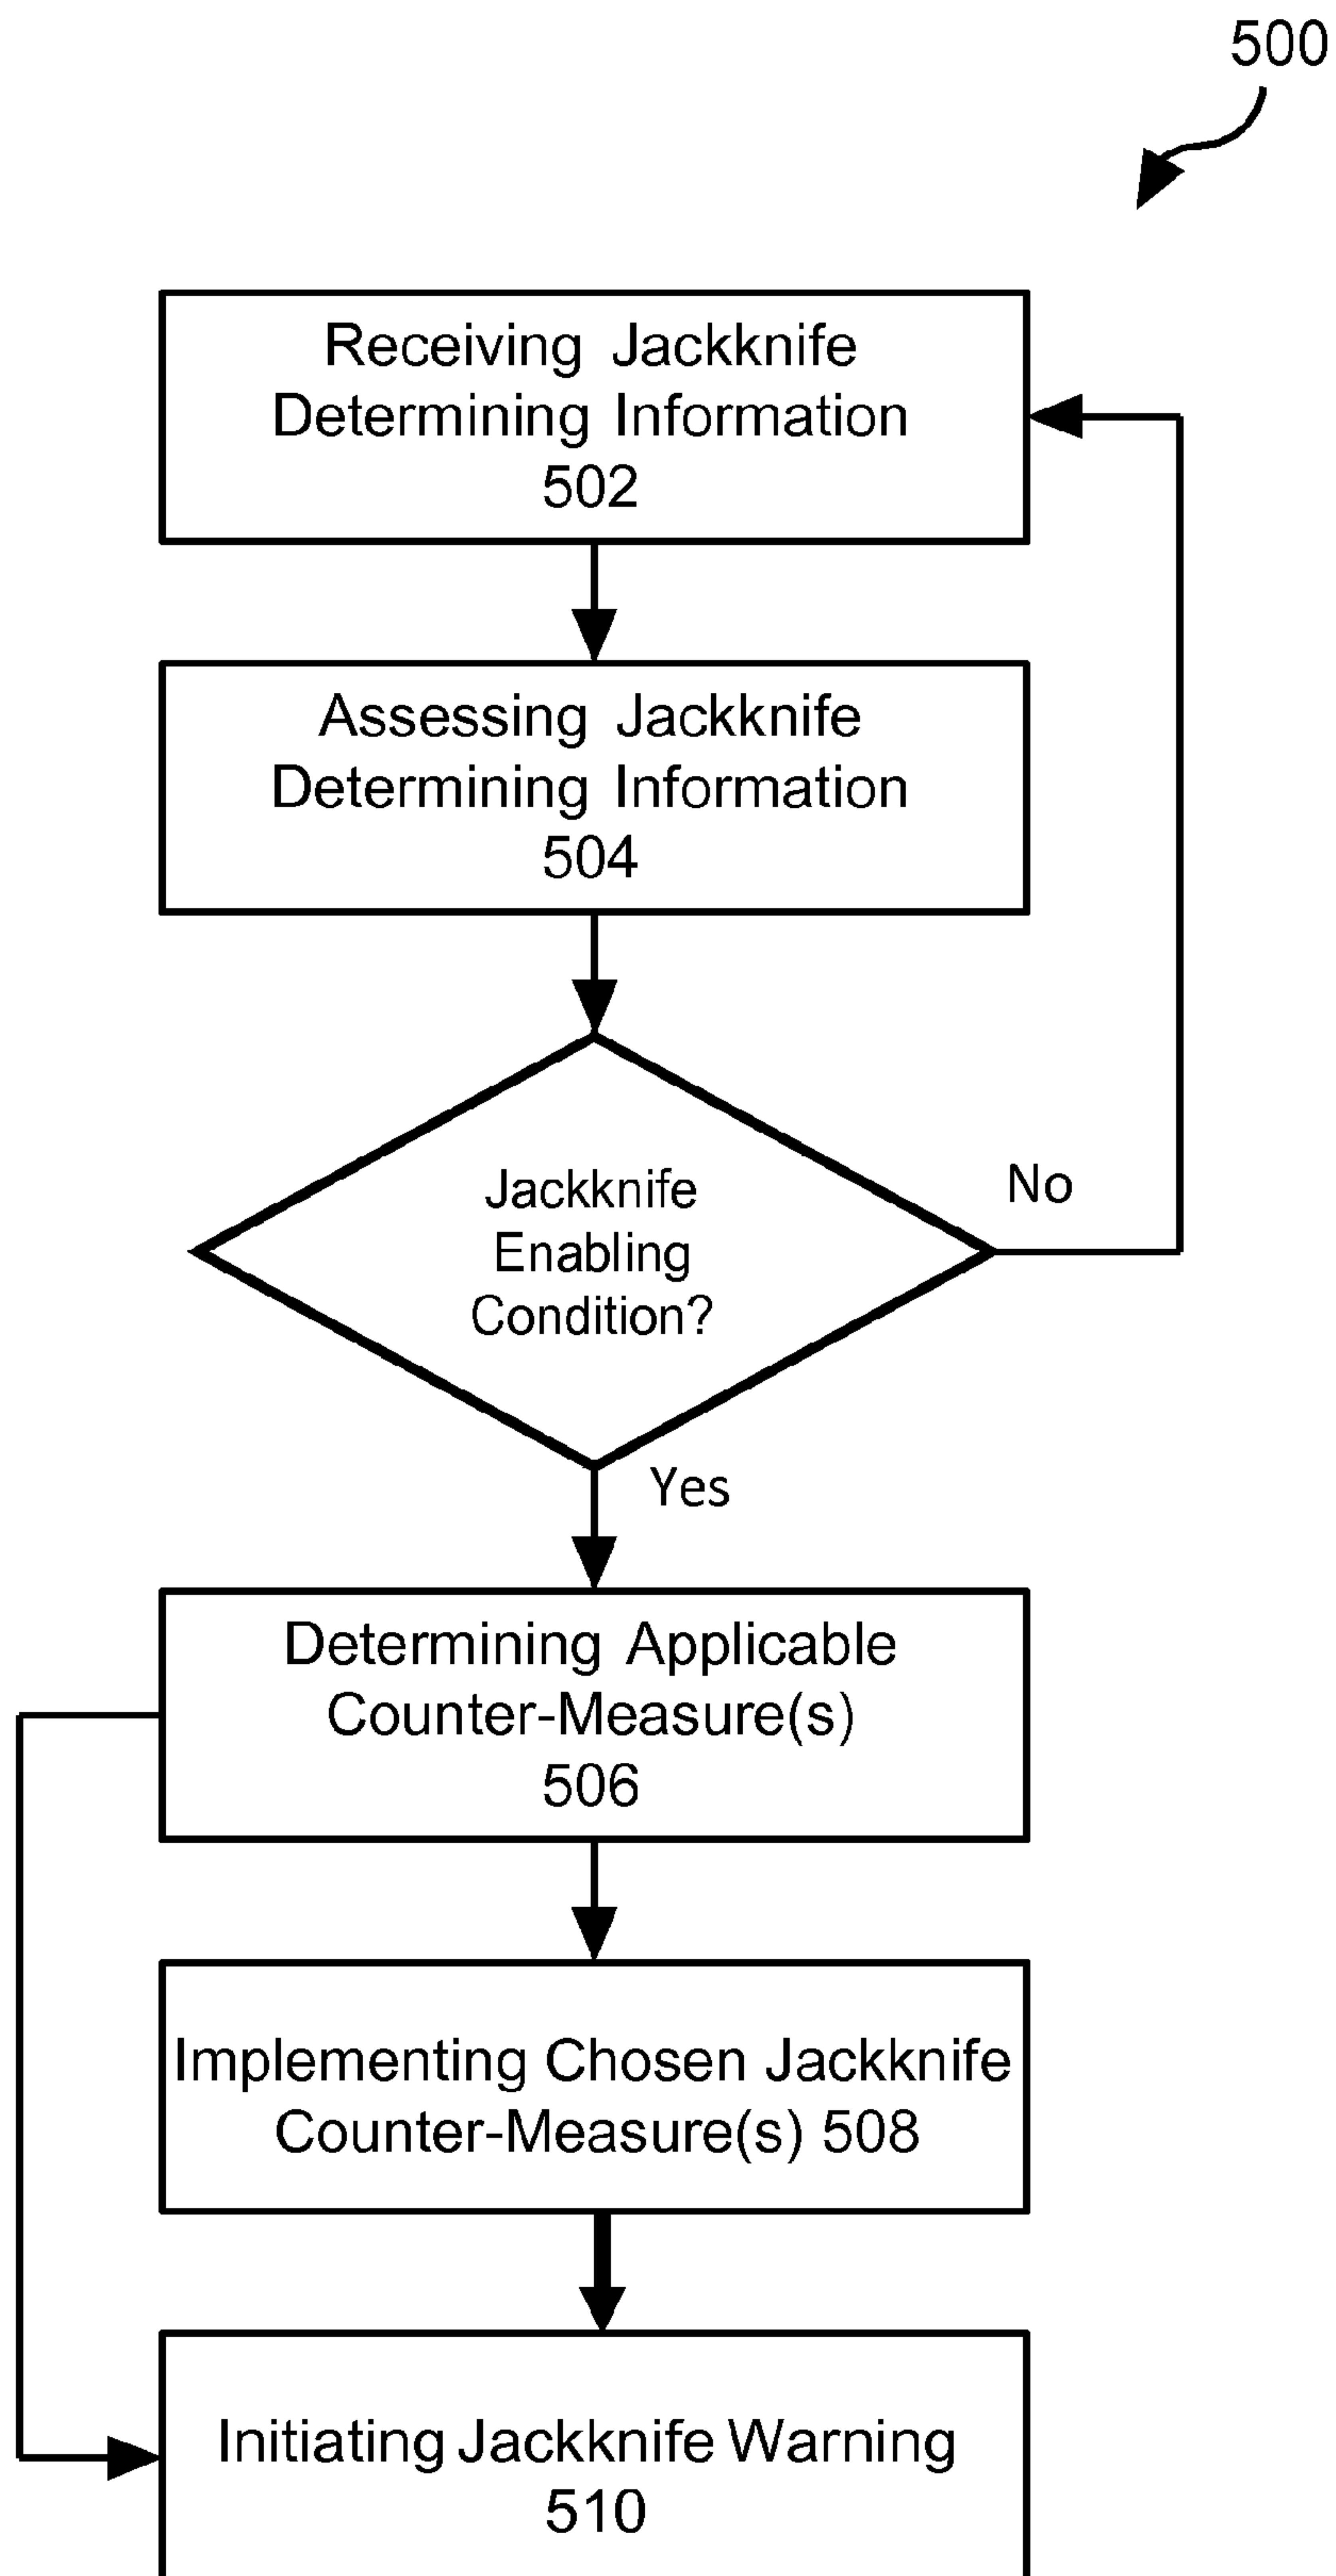 500
Receiving Jackknife
Determining Information
502
Assessing Jackknife
Determining Information
504
Jackknife
Enabling
Condition?
No
Yes
Determining Applicable
Counter-Measure(s)
506
Implementing Chosen Jackknife
Counter-Measure(s) 508
Initiating Jackknife Warning
510